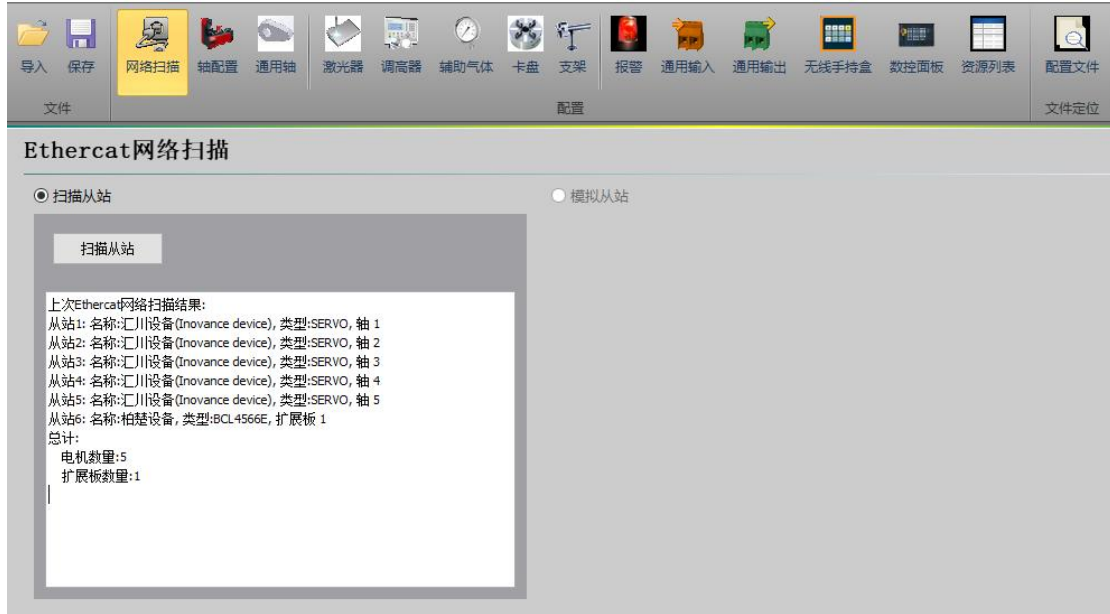 导入 保存 网络扫描 轴配置 通用轴 激光器 调高器 辅助气体 卡盘 支架 报警 通用输入 通用输出 无线手持盒 数控面板 资源列表 配置文件
文件 配置 文件定位
Ethercat网络扫描
扫描从站 模拟从站
扫描从站
上次Ethercat网络扫描结果:
从站1: 名称:汇川设备(Inovance device), 类型:SERVO, 轴 1
从站2: 名称:汇川设备(Inovance device), 类型:SERVO, 轴 2
从站3: 名称:汇川设备(Inovance device), 类型:SERVO, 轴 3
从站4: 名称:汇川设备(Inovance device), 类型:SERVO, 轴 4
从站5: 名称:汇川设备(Inovance device), 类型:SERVO, 轴 5
从站6: 名称:柏楚设备, 类型:BCL4566E, 扩展板 1
总计:
电机数量:5
扩展板数量:1